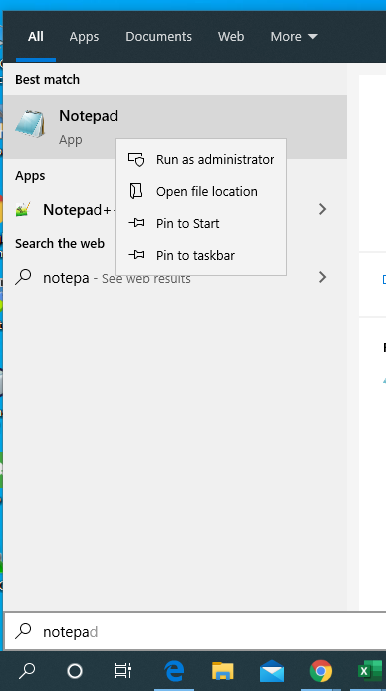 All Apps Documents Web More
Best match
Notepad
App
Run as administrator
Apps
Open file location
Notepad+
Pin to Start
Search the web
Pin to taskbar
notepa - See web results
notepad